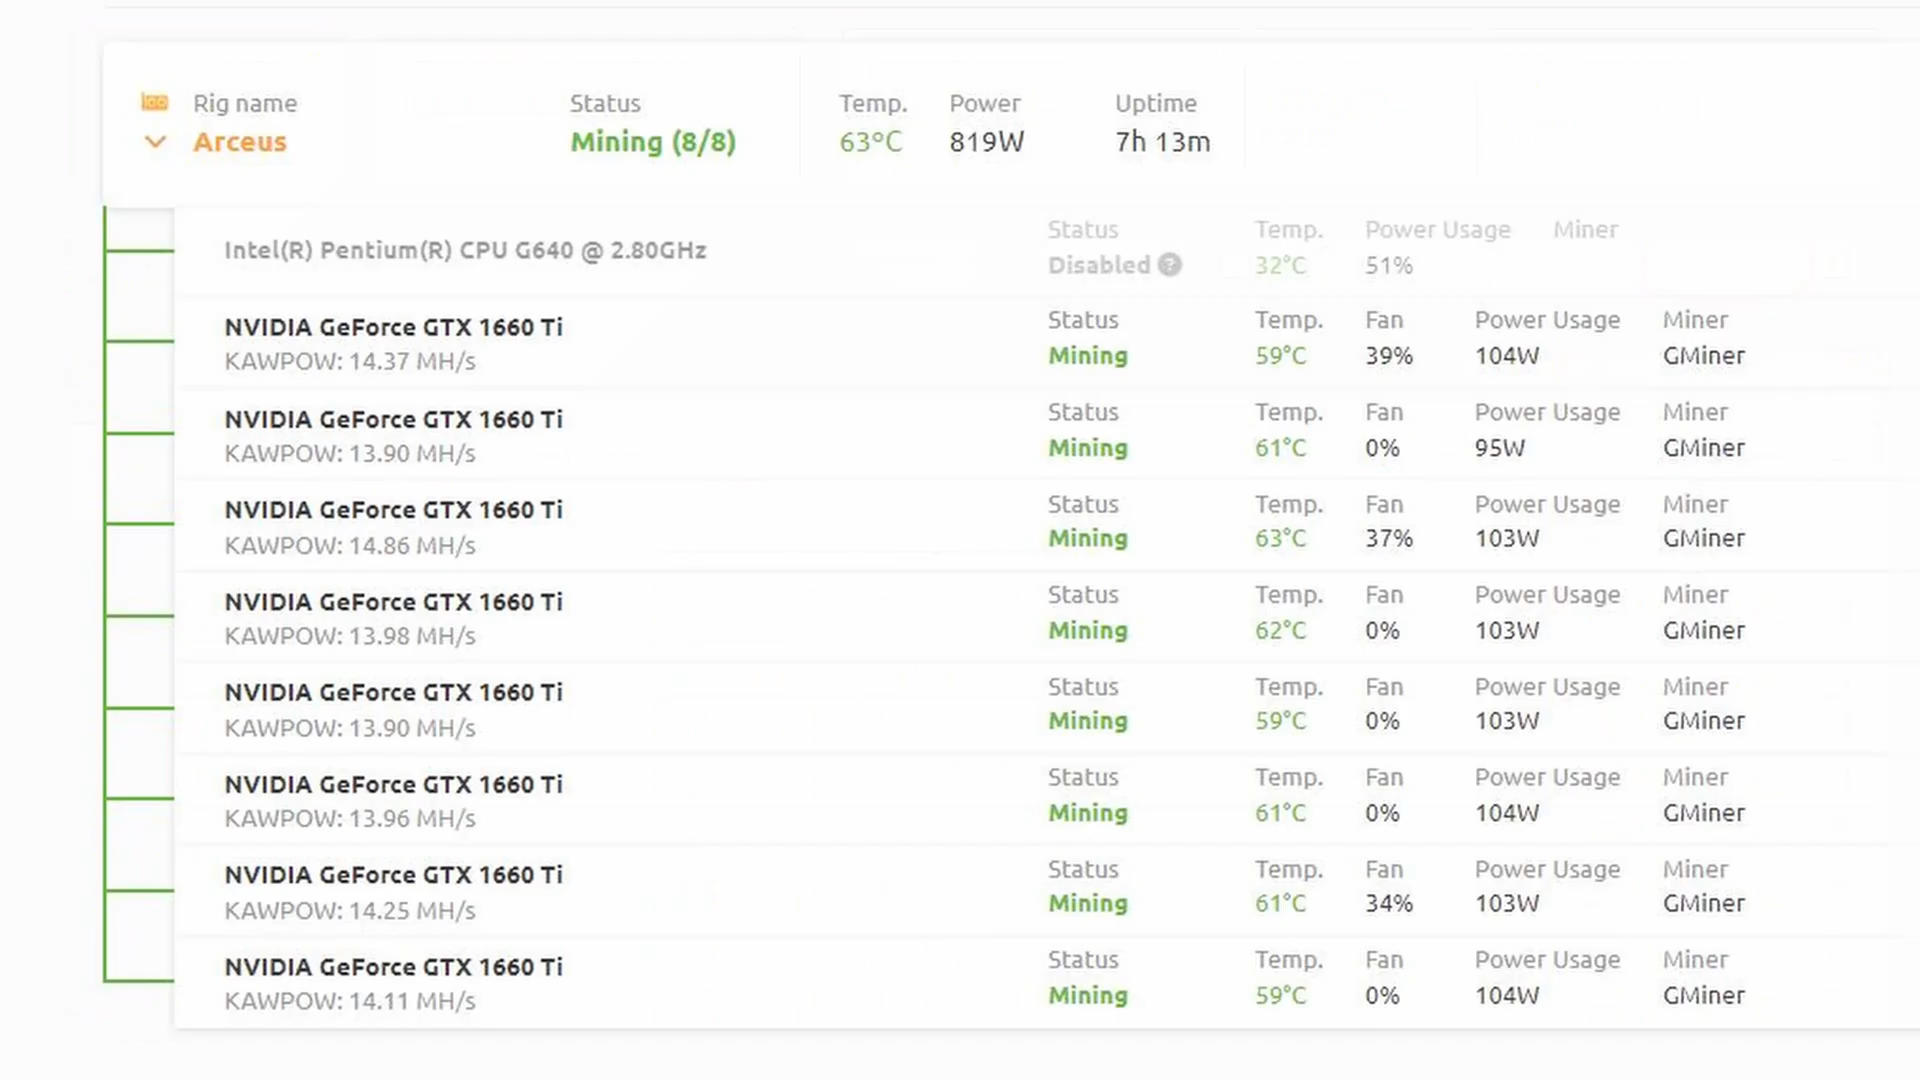 Rig name Status Temp. Power Uptime
Arceus Mining (8/8) 63°C 819W 7h 13m
Intel(R) Pentium(R) CPU G640 @ 2.80GHz
Status Temp. Power Usage Miner
Disabled ? 32°C 51%
NVIDIA GeForce GTX 1660 Ti Status Temp. Fan Power Usage Miner
KAWPOW: 14.37 MH/s Mining 59°C 39% 104W GMiner
NVIDIA GeForce GTX 1660 Ti Status Temp. Fan Power Usage Miner
KAWPOW: 13.90 MH/s Mining 61°C 0% 95W GMiner
NVIDIA GeForce GTX 1660 Ti Status Temp. Fan Power Usage Miner
KAWPOW: 14.86 MH/s Mining 63°C 37% 103W GMiner
NVIDIA GeForce GTX 1660 Ti Status Temp. Fan Power Usage Miner
KAWPOW: 13.98 MH/s Mining 62°C 0% 103W GMiner
NVIDIA GeForce GTX 1660 Ti Status Temp. Fan Power Usage Miner
KAWPOW: 13.90 MH/s Mining 59°C 0% 103W GMiner
NVIDIA GeForce GTX 1660 Ti Status Temp. Fan Power Usage Miner
KAWPOW: 13.96 MH/s Mining 61°C 0% 104W GMiner
NVIDIA GeForce GTX 1660 Ti Status Temp. Fan Power Usage Miner
KAWPOW: 14.25 MH/s Mining 61°C 34% 103W GMiner
NVIDIA GeForce GTX 1660 Ti Status Temp. Fan Power Usage Miner
KAWPOW: 14.11 MH/s Mining 59°C 0% 104W GMiner